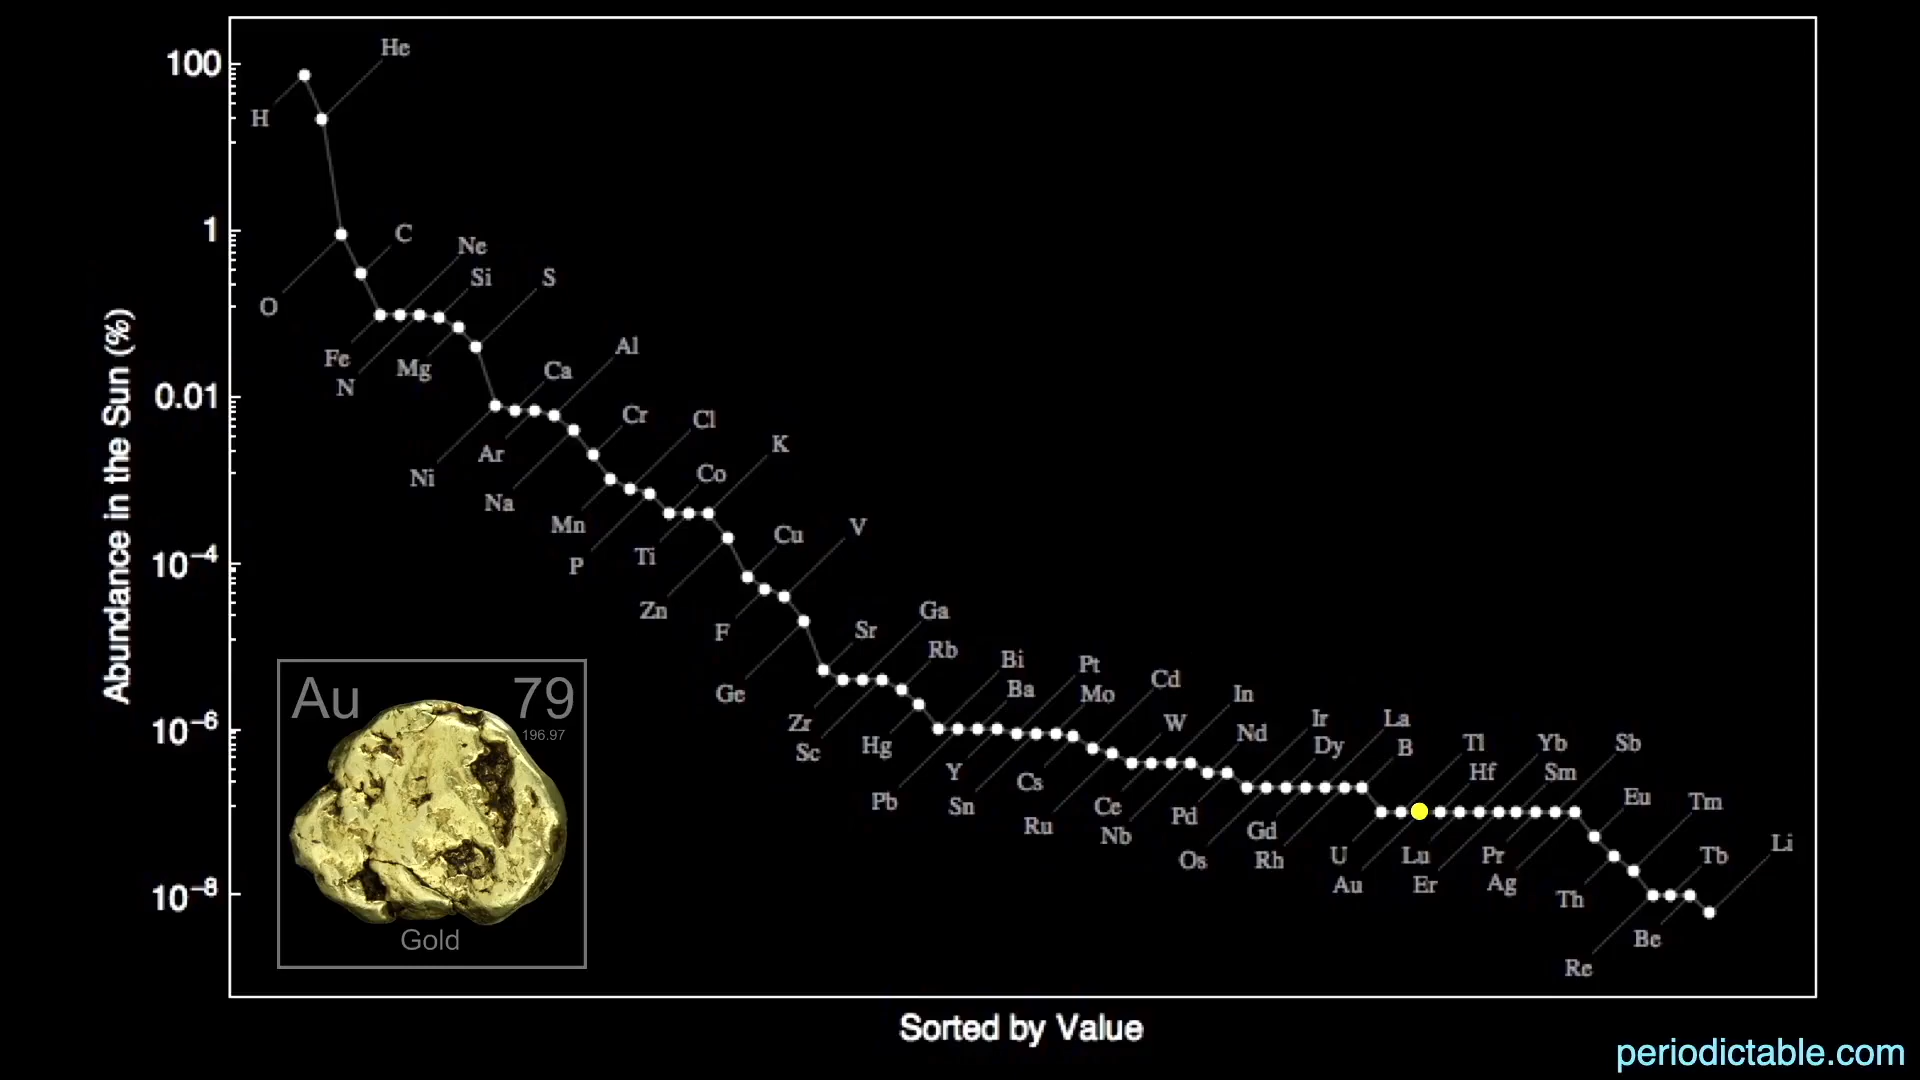 100
1
0.01
10⁻⁴
10⁻⁶
10⁻⁸
Abundance in the Sun (%)
H
He
O
C
Fe
Ne
N
Si
Mg
S
Ni
Ar
Ca
Al
Na
Cr
Mn
Cl
P
Co
Ti
K
Zn
Cu
F
V
Ge
Sr
Zr
Ga
Sc
Rb
Hg
Pb
Bi
Y
Ba
Sn
Pt
Cs
Mo
Ru
Cd
Ce
W
Nb
In
Pd
Nd
Os
Ir
Gd
Dy
Rh
La
B
U
Tl
Au
Hf
Lu
Yb
Er
Sm
Pr
Sb
Ag
Eu
Th
Tm
Re
Tb
Be
Li
Au 79
196.97
Gold
Sorted by Value
periodictable.com